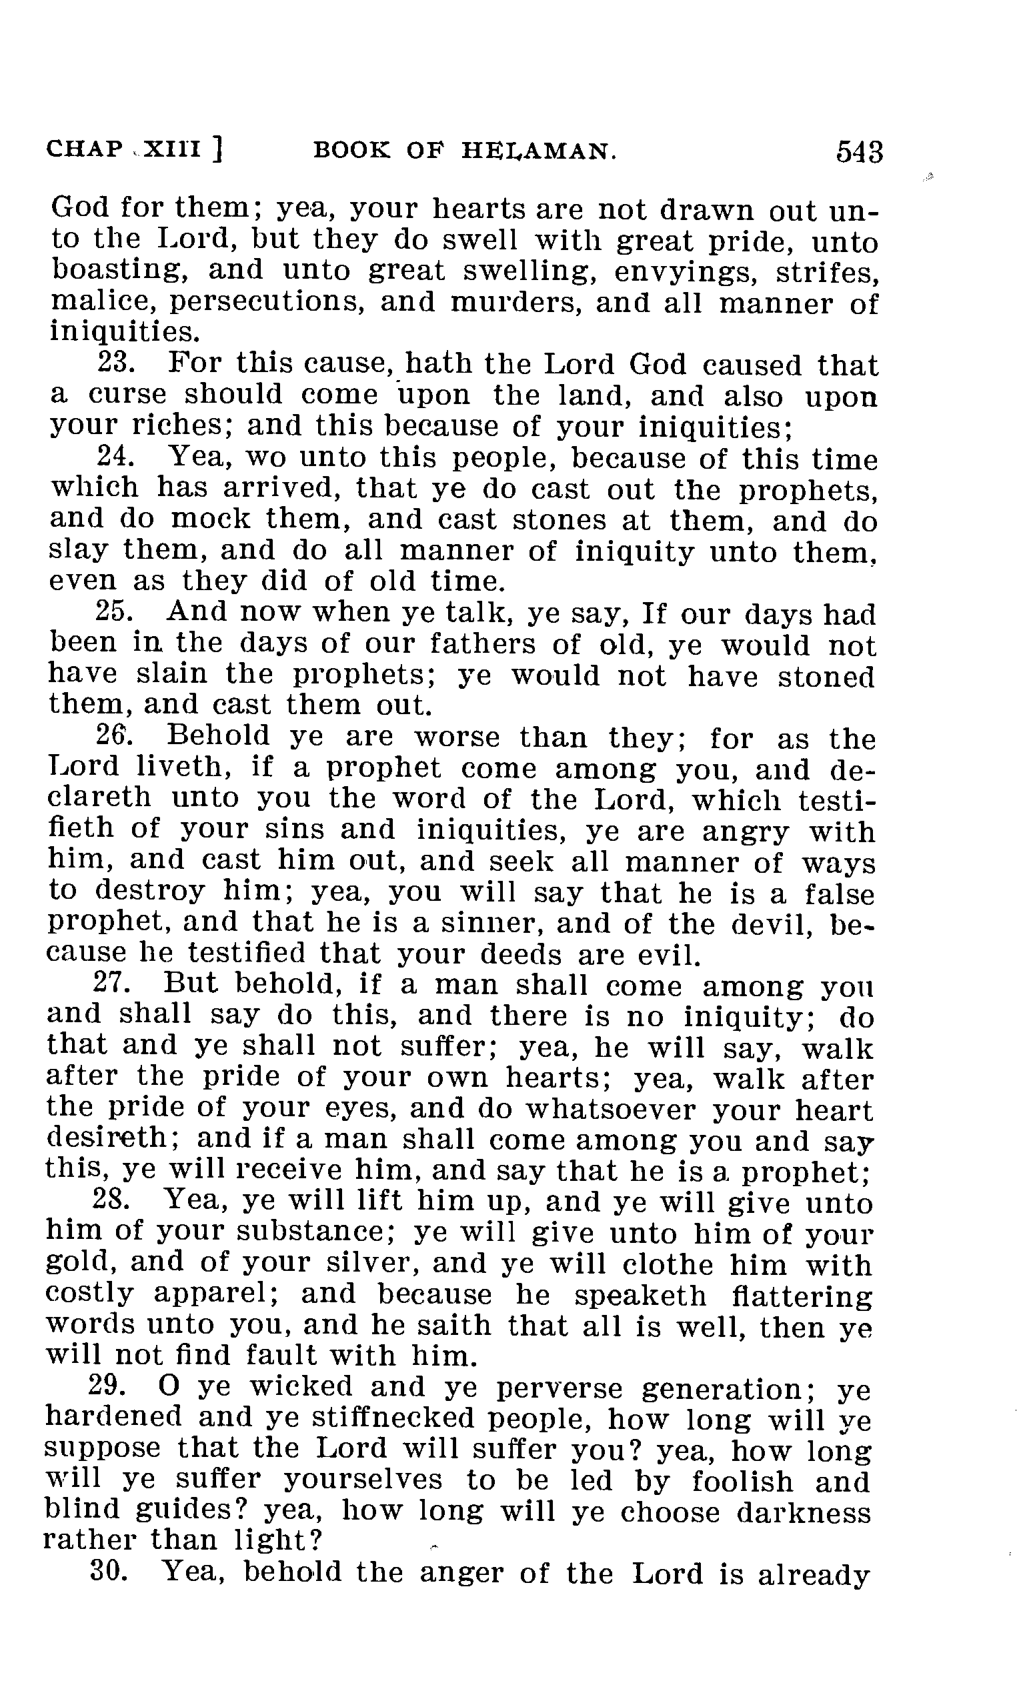 CHAP. XIII ] BOOK OF HELAMAN. 543
God for them; yea, your hearts are not drawn out un-
to the Lord, but they do swell with great pride, unto
boasting, and unto great swelling, envyings, strifes,
malice, persecutions, and murders, and all manner of
iniquities.
23. For this cause, hath the Lord God caused that
a curse should come upon the land, and also upon
your riches; and this because of your iniquities;
24. Yea, wo unto this people, because of this time
which has arrived, that ye do cast out the prophets,
and do mock them, and cast stones at them, and do
slay them, and do all manner of iniquity unto them,
even as they did of old time.
25. And now when ye talk, ye say, If our days had
been in the days of our fathers of old, ye would not
have slain the prophets; ye would not have stoned
them, and cast them out.
26. Behold ye are worse than they; for as the
Lord liveth, if a prophet come among you, and de-
clareth unto you the word of the Lord, which testi-
fieth of your sins and iniquities, ye are angry with
him, and cast him out, and seek all manner of ways
to destroy him; yea, you will say that he is a false
prophet, and that he is a sinner, and of the devil, be-
cause he testified that your deeds are evil.
27. But behold, if a man shall come among you
and shall say do this, and there is no iniquity; do
that and ye shall not suffer; yea, he will say, walk
after the pride of your own hearts; yea, walk after
the pride of your eyes, and do whatsoever your heart
desireth; and if a man shall come among you and say
this, ye will receive him, and say that he is a prophet;
28. Yea, ye will lift him up, and ye will give unto
him of your substance; ye will give unto him of your
gold, and of your silver, and ye will clothe him with
costly apparel; and because he speaketh flattering
words unto you, and he saith that all is well, then ye
will not find fault with him.
29. O ye wicked and ye perverse generation; ye
hardened and ye stiffnecked people, how long will ye
suppose that the Lord will suffer you? yea, how long
will ye suffer yourselves to be led by foolish and
blind guides? yea, how long will ye choose darkness
rather than light?
30. Yea, behold the anger of the Lord is already